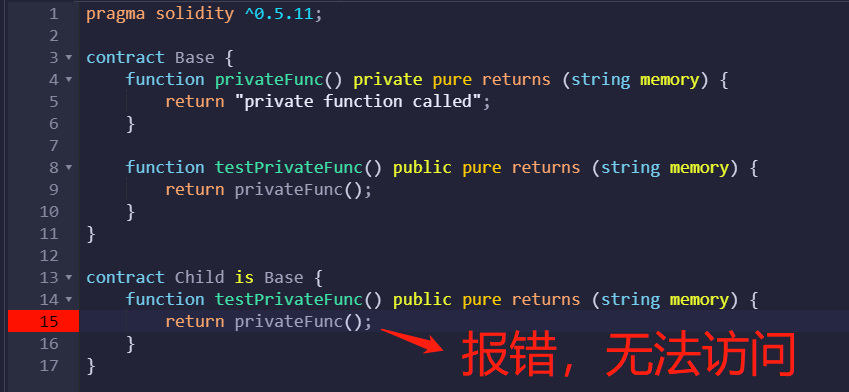 1 pragma solidity ^0.5.11;
2
3 contract Base {
4     function privateFunc() private pure returns (string memory) {
5         return "private function called";
6     }
7
8     function testPrivateFunc() public pure returns (string memory) {
9         return privateFunc();
10     }
11 }
12
13 contract Child is Base {
14     function testPrivateFunc() public pure returns (string memory) {
15         return privateFunc();
16     }
17 }
报错，无法访问